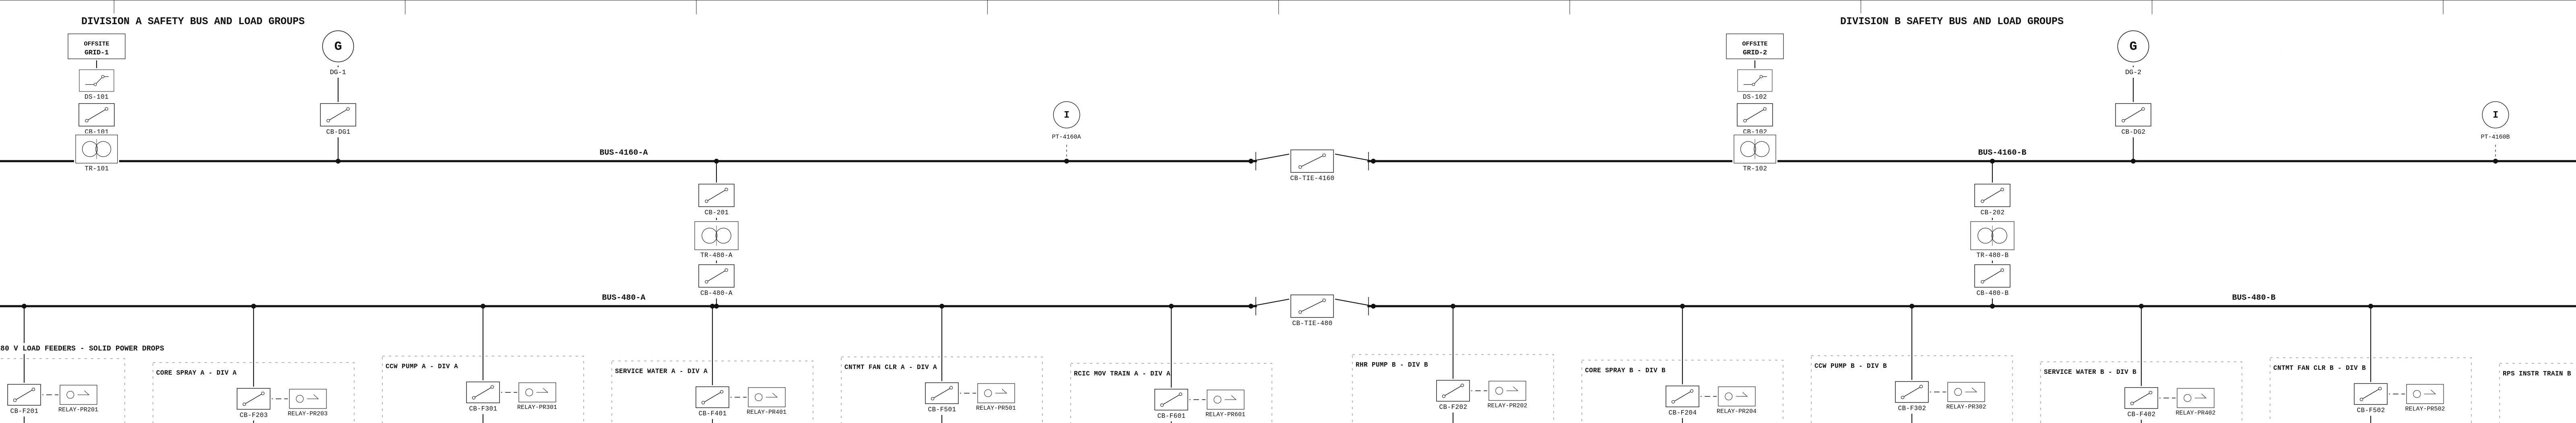 DIVISION A SAFETY BUS AND LOAD GROUPS
DIVISION B SAFETY BUS AND LOAD GROUPS
OFFSITE
GRID-1
G
OFFSITE
GRID-2
G
DG-1
DG-2
DS-101
DS-102
I
I
CB-101
CB-DG1
PT-4160A
CB-102
CB-DG2
PT-4160B
BUS-4160-A
BUS-4160-B
TR-101
CB-TIE-4160
TR-102
CB-201
CB-202
TR-480-A
TR-480-B
CB-480-A
CB-480-B
BUS-480-A
BUS-480-B
CB-TIE-480
80 V LOAD FEEDERS - SOLID POWER DROPS
CORE SPRAY A - DIV A
CCW PUMP A - DIV A
SERVICE WATER A - DIV A
CNTMT FAN CLR A - DIV A
RCIC MOV TRAIN A - DIV A
RHR PUMP B - DIV B
CORE SPRAY B - DIV B
CCW PUMP B - DIV B
SERVICE WATER B - DIV B
CNTMT FAN CLR B - DIV B
RPS INSTR TRAIN B
CB-F201
RELAY-PR201
CB-F203
RELAY-PR203
CB-F301
RELAY-PR301
CB-F401
RELAY-PR401
CB-F501
RELAY-PR501
CB-F601
RELAY-PR601
CB-F202
RELAY-PR202
CB-F204
RELAY-PR204
CB-F302
RELAY-PR302
CB-F402
RELAY-PR402
CB-F502
RELAY-PR502